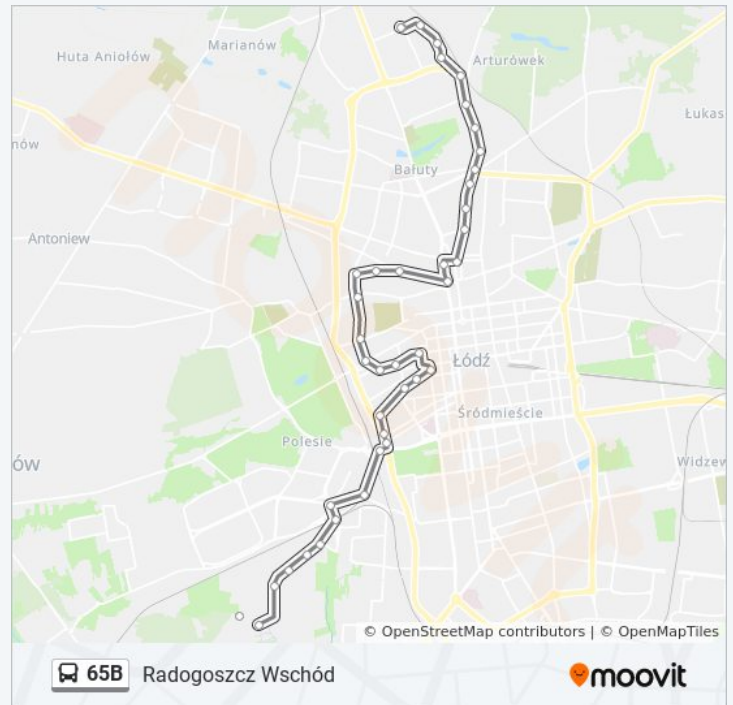 Huta Aniołów
Marianów
Arturówek
Łukas
nów
Bałuty
Antoniew
Łódź
Śródmieście
Polesie
ów
Widzew
© OpenStreetMap contributors | © OpenMapTiles
65B Radogoszcz Wschód
moovit